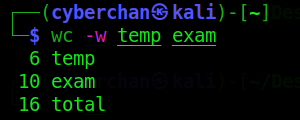 ┌──(cyberchan㉿kali)-[~]
└─$ wc -w temp exam
 6 temp
10 exam
16 total